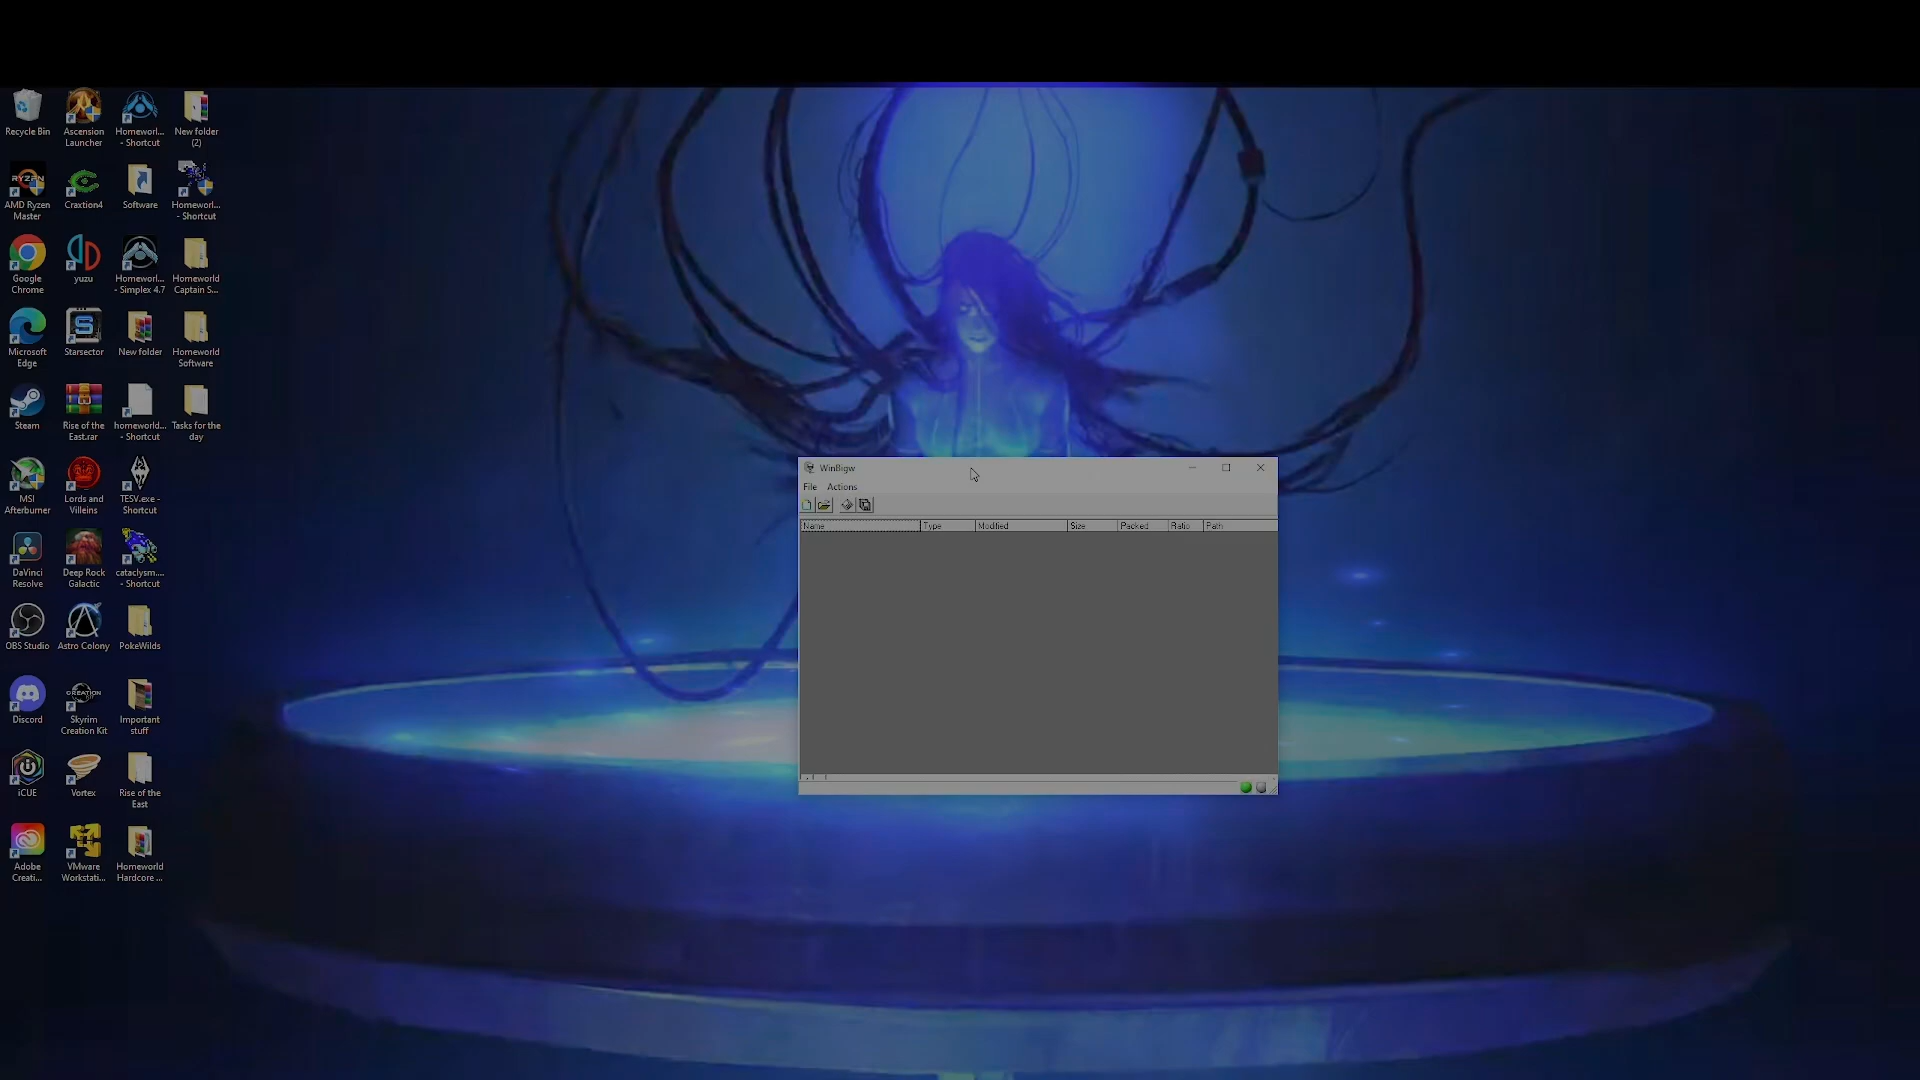 Recycle Bin
Ascension
Launcher
Homeworl...
- Shortcut
New folder
(2)
AMD Ryzen
Master
Craxtion4
Software
Homeworl...
- Shortcut
Google
Chrome
yuzu
Homeworl...
- Simplex 4.7
Homeworld
Captain S...
Microsoft
Edge
Starsector
New folder
Homeworld
Software
Steam
Rise of the
East.rar
homeworld...
- Shortcut
Tasks for the
day
MSI
Afterburner
Lords and
Villeins
TESV.exe -
Shortcut
DaVinci
Resolve
Deep Rock
Galactic
cataclysm....
- Shortcut
OBS Studio
Astro Colony
PokeWilds
Discord
Skyrim
Creation Kit
Important
stuff
iCUE
Vortex
Rise of the
East
Adobe
Creati...
VMware
Workstati...
Homeworld
Hardcore ...
WinBigw
File Actions
Name Type Modified Size Packed Ratio Path